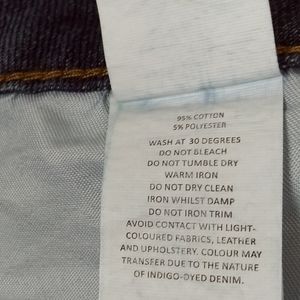 95% COTTON
5% POLYESTER
WASH AT 30 DEGREES
DO NOT BLEACH
DO NOT TUMBLE DRY
WARM IRON
DO NOT DRY CLEAN
IRON WHILST DAMP
DO NOT IRON TRIM
AVOID CONTACT WITH LIGHT-
COLOURED FABRICS, LEATHER
AND UPHOLSTERY. COLOUR MAY
TRANSFER DUE TO THE NATURE
OF INDIGO-DYED DENIM.